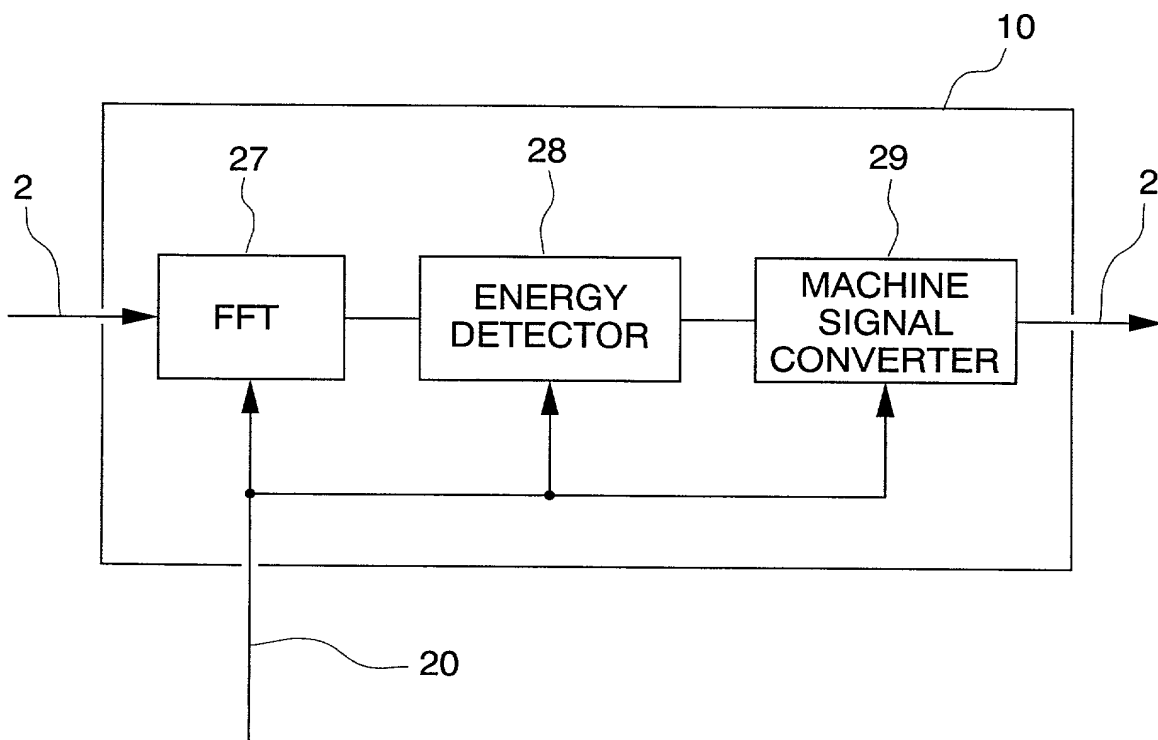 10
27
28
29
2
2
FFT
ENERGY
DETECTOR
MACHINE
SIGNAL
CONVERTER
20